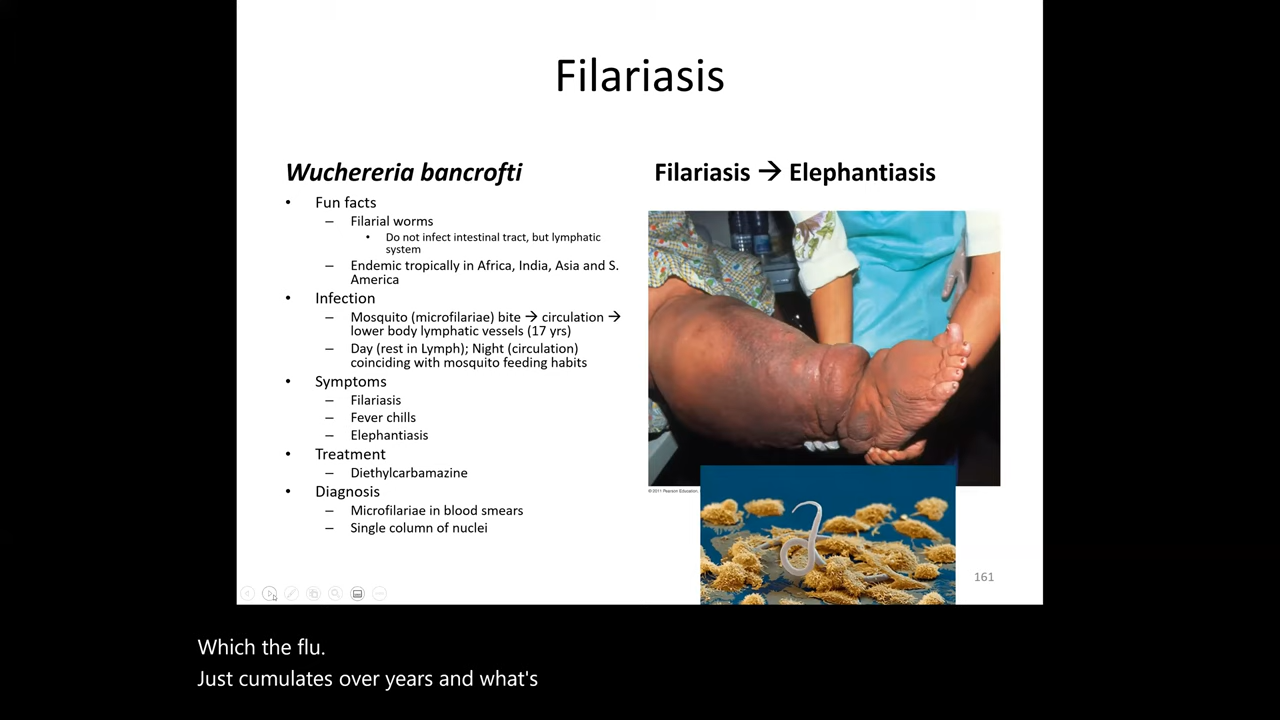 Filariasis
Wuchereria bancrofti
• Fun facts
– Filarial worms
• Do not infect intestinal tract, but lymphatic
system
– Endemic tropically in Africa, India, Asia and S.
America
• Infection
– Mosquito (microfilariae) bite → circulation →
lower body lymphatic vessels (17 yrs)
– Day (rest in Lymph); Night (circulation)
coinciding with mosquito feeding habits
• Symptoms
– Filariasis
– Fever chills
– Elephantiasis
• Treatment
– Diethylcarbamazine
• Diagnosis
– Microfilariae in blood smears
– Single column of nuclei
Filariasis → Elephantiasis
© 2011 Pearson Education,
161
Which the flu.
Just cumulates over years and what's